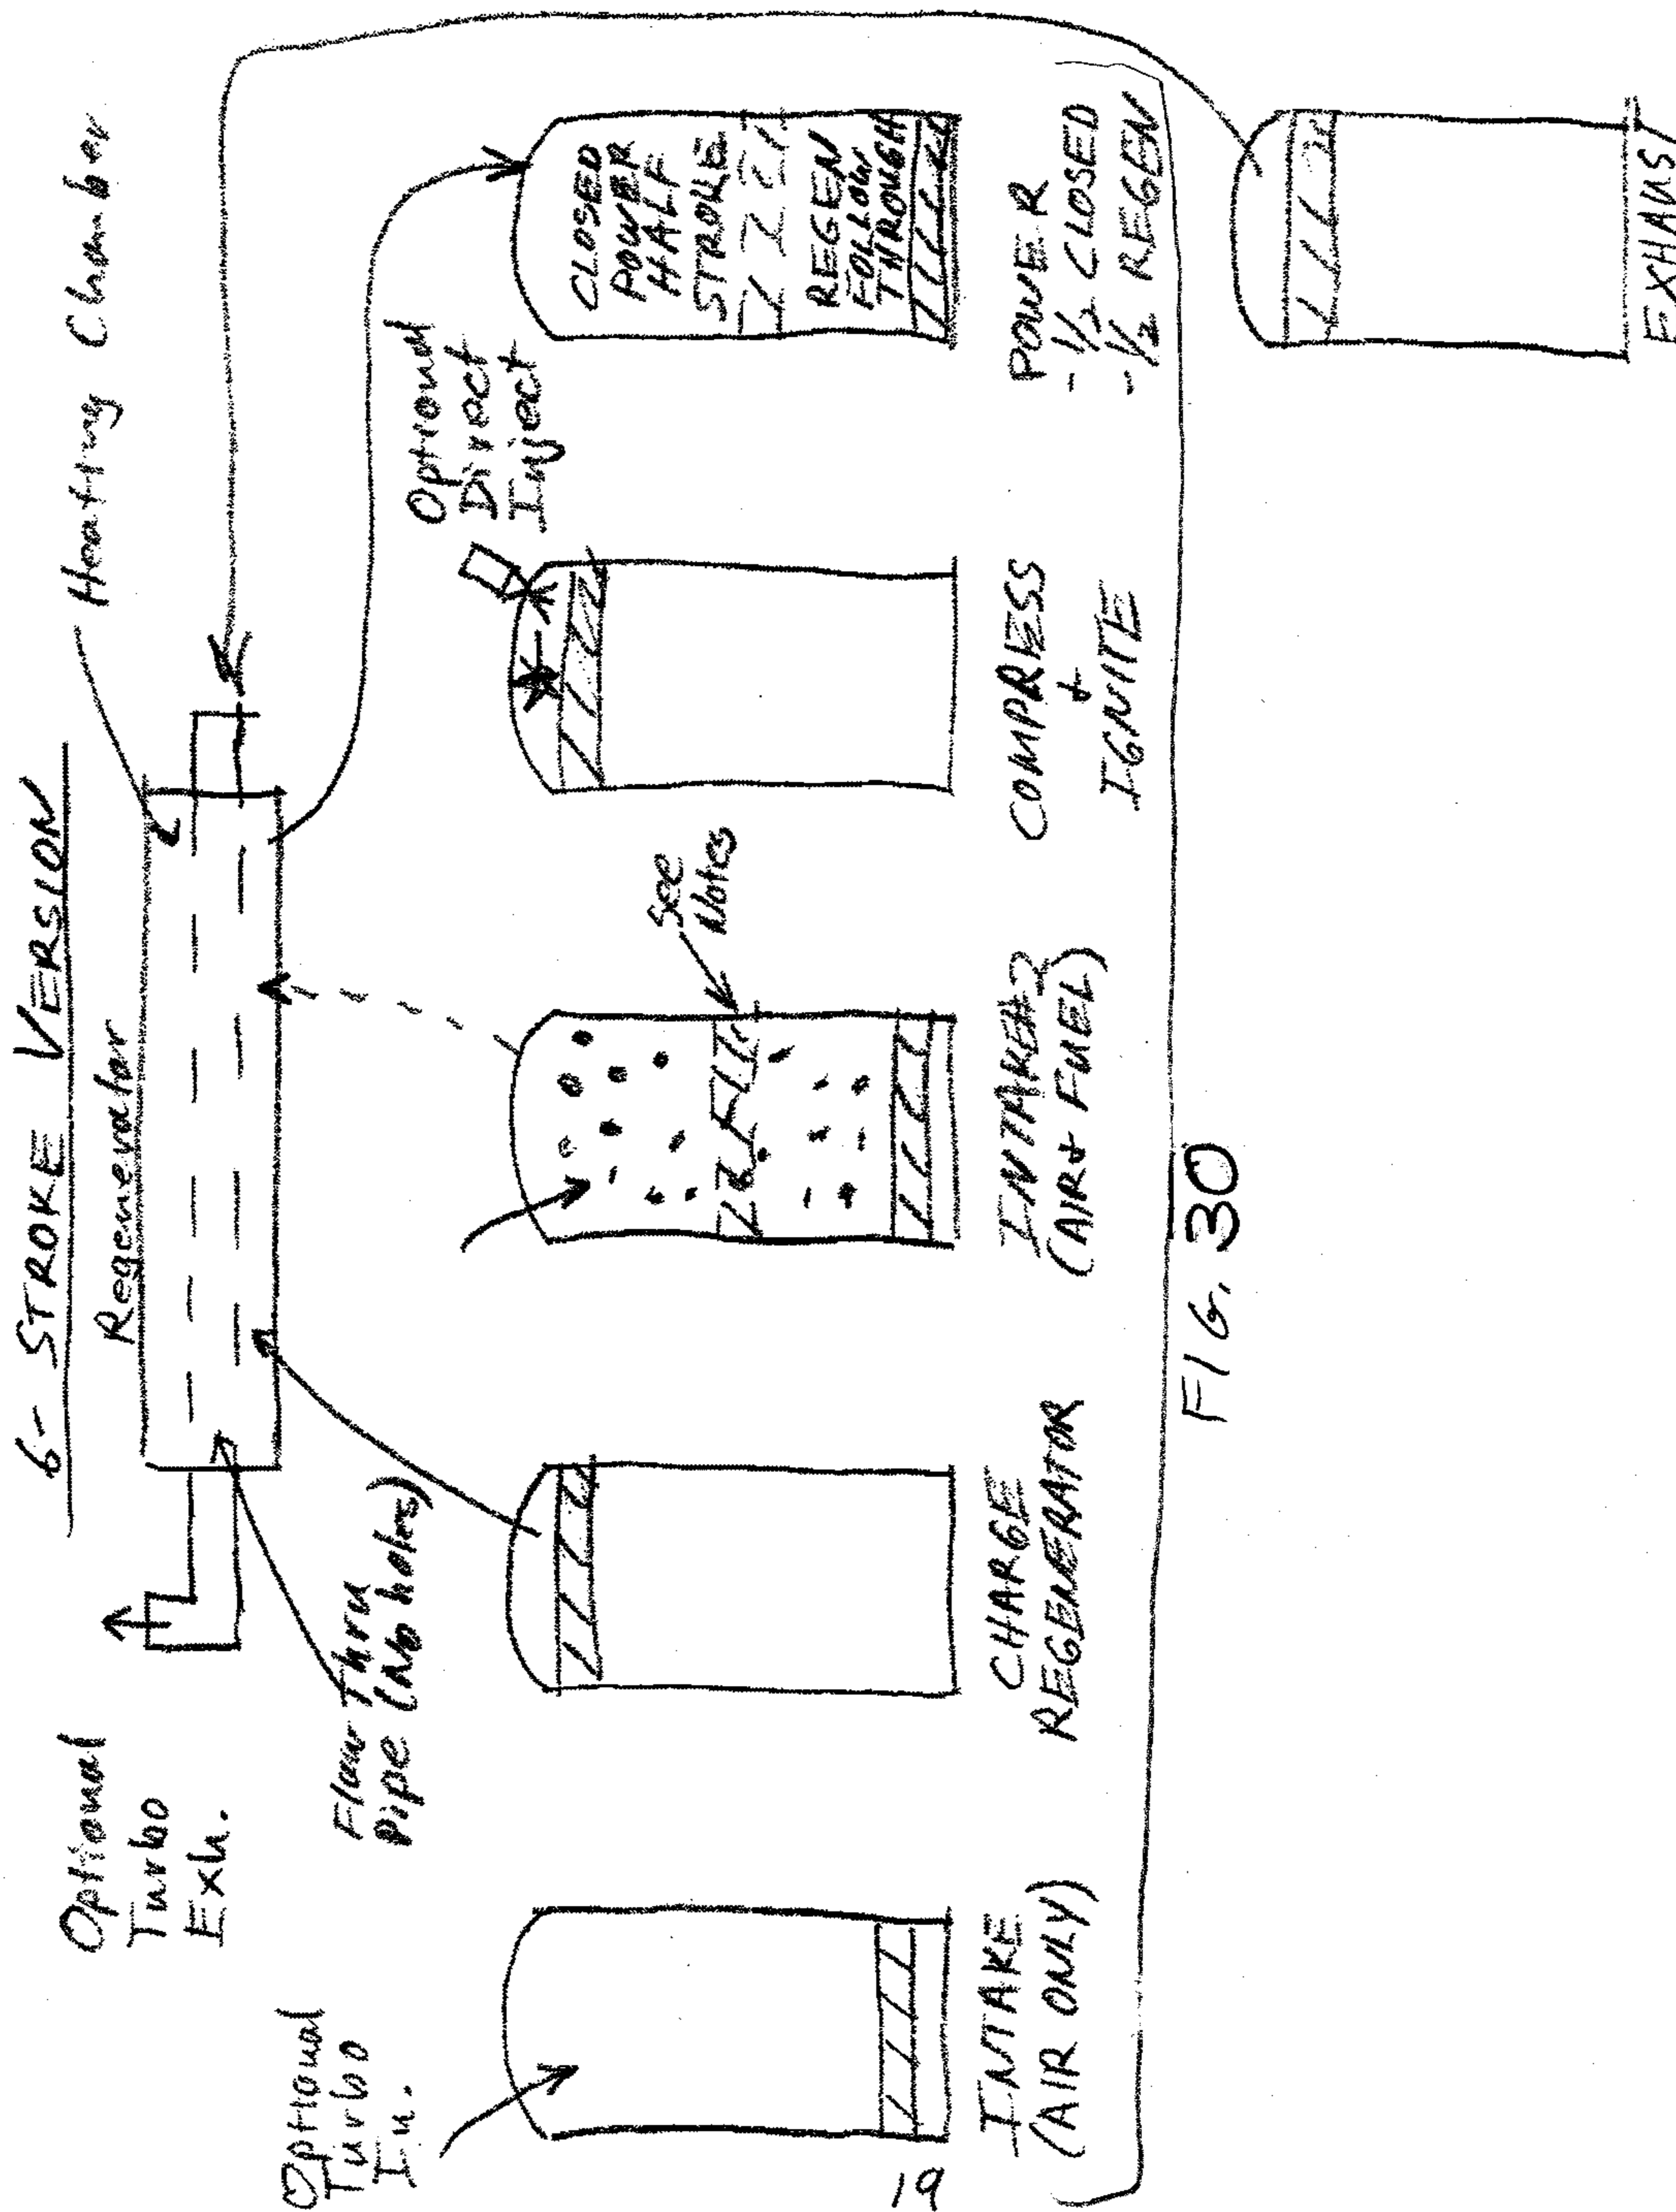 6-STROKE VERSION
Regenerator
Heating Chamber
Optional
Turbo
Exh.
Flow Thru
Pipe (No holes)
Optional
Turbo
In.
Optional
Direct
Inject
See
Notes
CLOSED
POWER
HALF
STROKE
REGEN
FOLLOW
THROUGH
19
INTAKE
(AIR ONLY)
CHARGE
REGENERATOR
INTAKE#2
(AIR & FUEL)
COMPRESS
&
IGNITE
POWER
- 1/2 CLOSED
- 1/2 REGEN
EXHAUST
FIG. 30